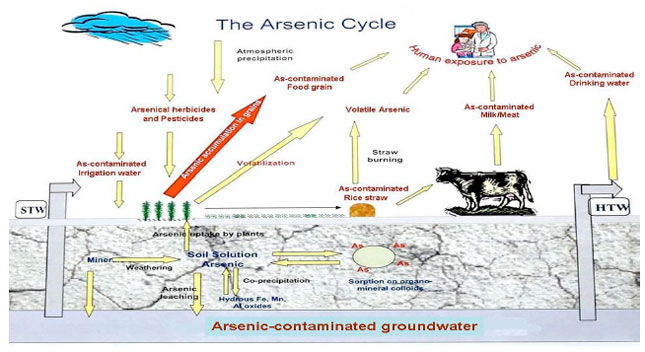 The Arsenic Cycle
Atmospheric
precipitation
Human exposure to arsenic
As-contaminated
Food grain
As-contaminated
Drinking water
Arsenical herbicides
and Pesticides
Arsenic accumulation in grains
Volatile Arsenic
As-contaminated
Milk/Meat
As-contaminated
Irrigation water
Volatilization
Straw
burning
As-contaminated
Rice straw
STW
HTW
Arsenic uptake by plants
Miner
Weathering
Soil Solution
Arsenic
As
As
As
As
Arsenic
leaching
Co-precipitation
Sorption on organo-
mineral colloids
Hydrous Fe, Mn,
Al oxides
Arsenic-contaminated groundwater